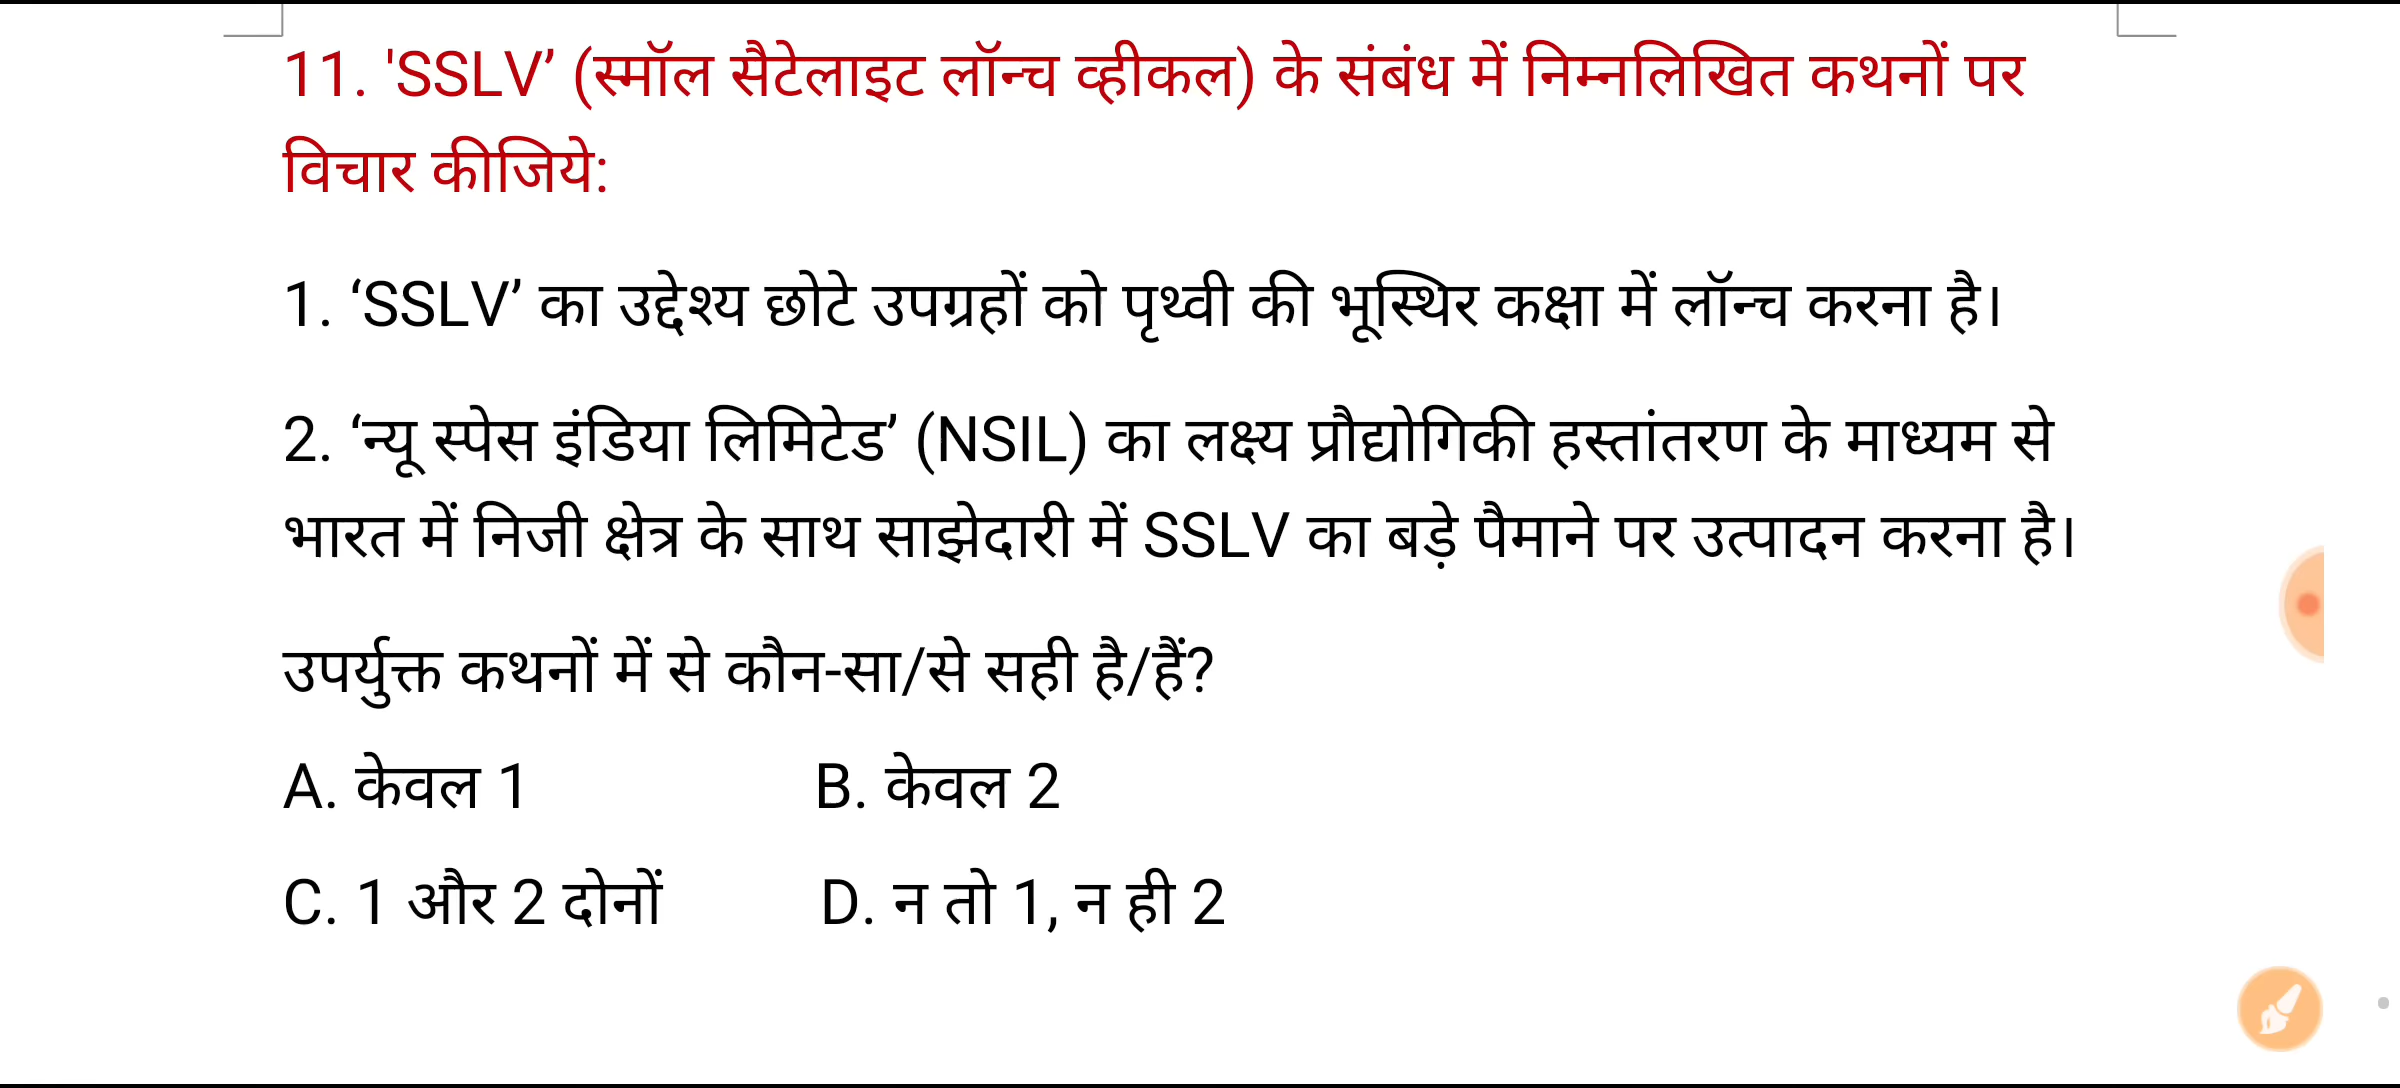 11. 'SSLV’ (स्मॉल सैटेलाइट लॉन्च व्हीकल) के संबंध में निम्नलिखित कथनों पर
विचार कीजिये:
1. ‘SSLV’ का उद्देश्य छोटे उपग्रहों को पृथ्वी की भूस्थिर कक्षा में लॉन्च करना है।
2. ‘न्यू स्पेस इंडिया लिमिटेड’ (NSIL) का लक्ष्य प्रौद्योगिकी हस्तांतरण के माध्यम से
भारत में निजी क्षेत्र के साथ साझेदारी में SSLV का बड़े पैमाने पर उत्पादन करना है।
उपर्युक्त कथनों में से कौन-सा/से सही है/हैं?
A. केवल 1 B. केवल 2
C. 1 और 2 दोनों D. न तो 1, न ही 2